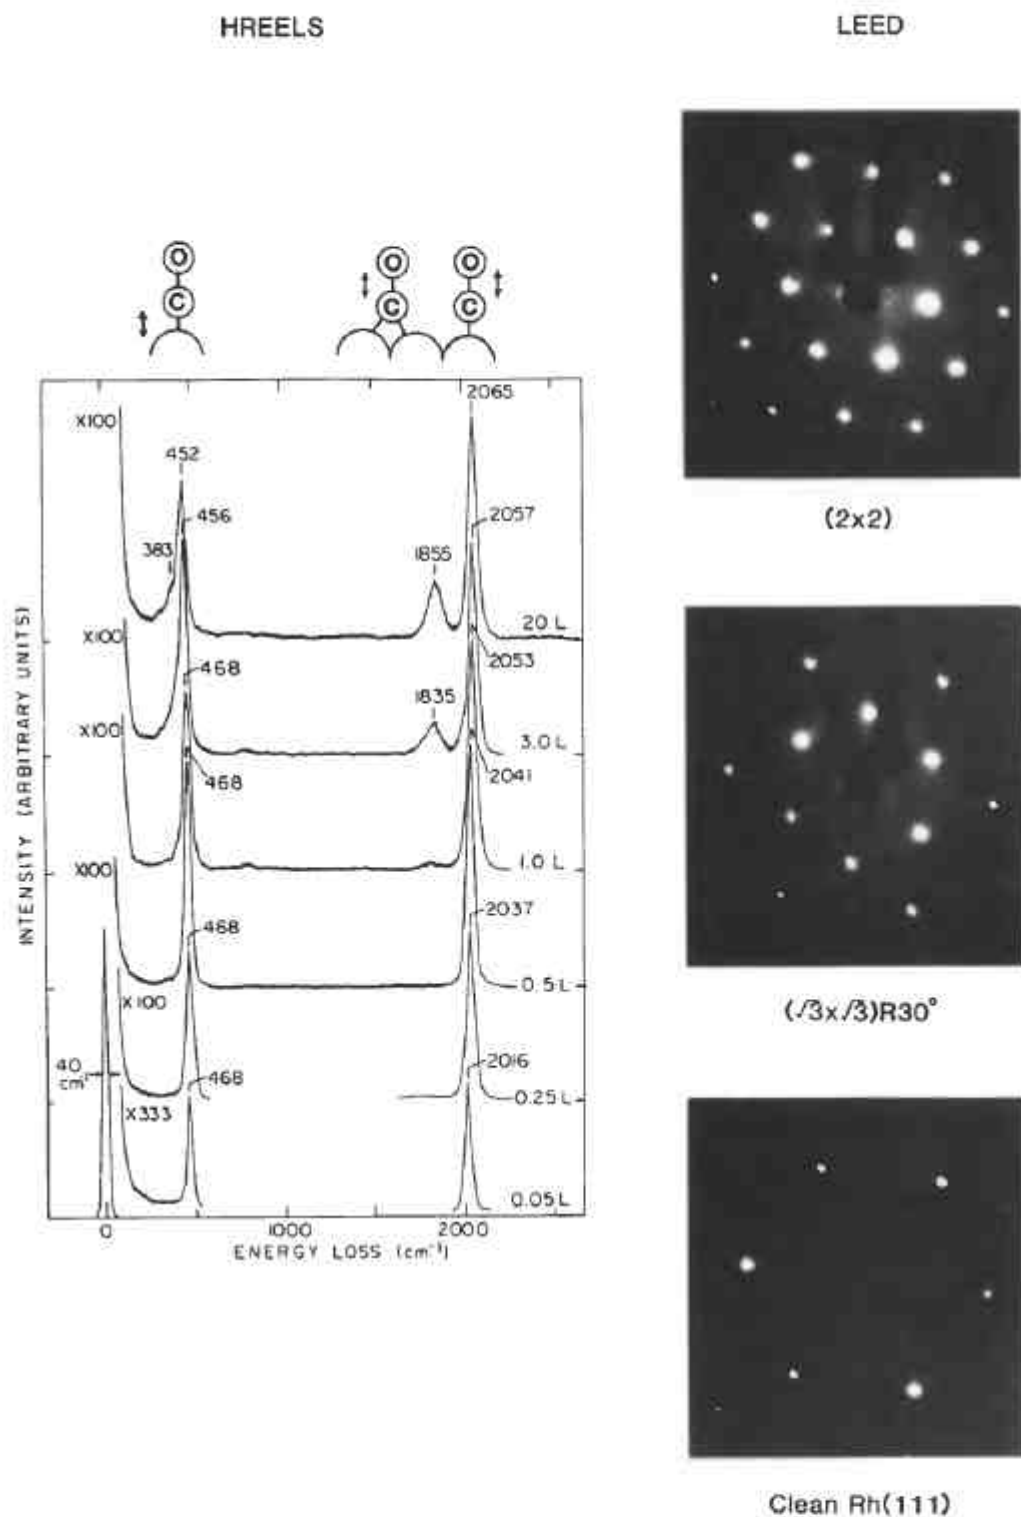 HREELS
LEED
O
C
O
C
O
C
2065
X100
452
456
2057
383
1855
20 L
(2x2)
X100
2053
468
1835
X100
3.0 L
468
2041
X100
1.0 L
2037
468
0.5 L
X100
2016
40
cm⁻¹
468
0.25 L
X333
0.05 L
0
1000
2000
ENERGY LOSS (cm⁻¹)
INTENSITY (ARBITRARY UNITS)
(√3x√3)R30°
Clean Rh(111)